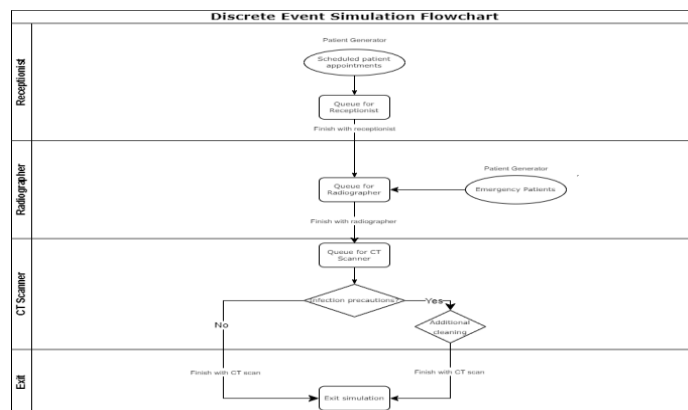 Discrete Event Simulation Flowchart
Receptionist
Patient Generator
Scheduled patient
appointments
Queue for
Receptionist
Finish with receptionist
Radiographer
Patient Generator
Queue for
Radiographer
Emergency Patients
Finish with radiographer
CT Scanner
Queue for CT
Scanner
Infection precautions?
Yes
No
Additional
cleaning
Exit
Finish with CT scan
Finish with CT scan
Exit simulation